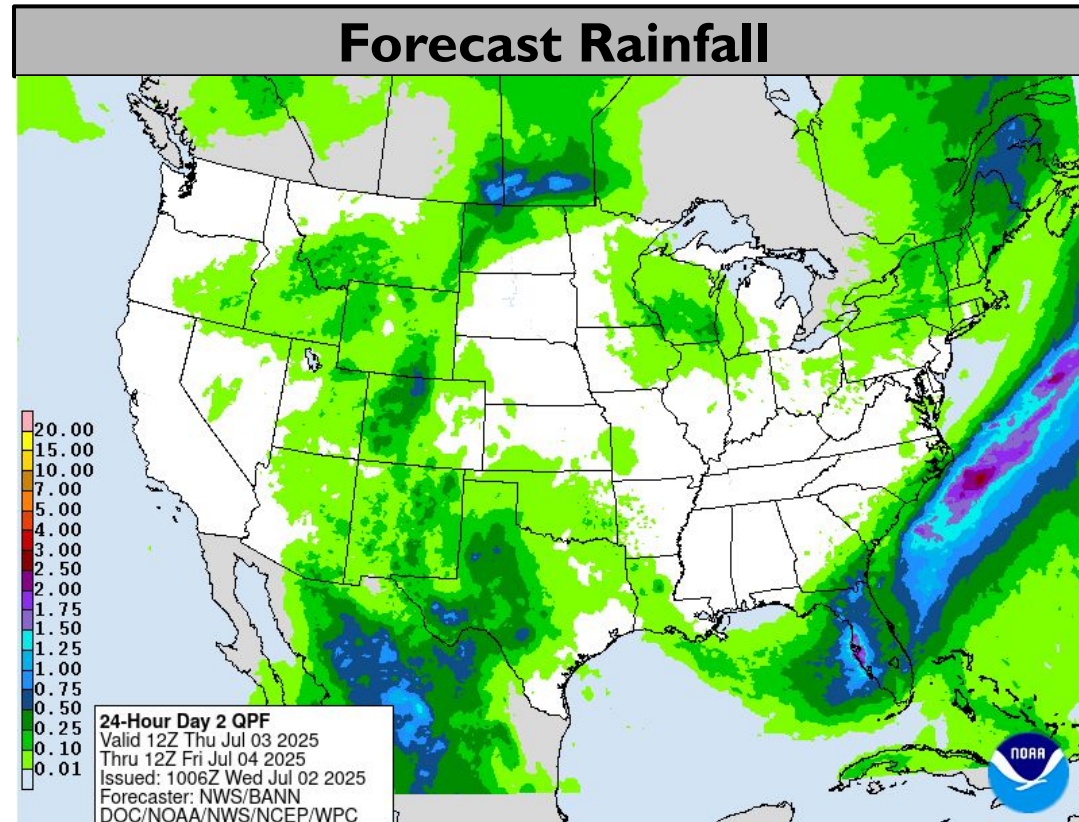 Forecast Rainfall
20.00
15.00
10.00
7.00
5.00
4.00
3.00
2.50
2.00
1.75
1.50
1.25
1.00
0.75
0.50
0.25
0.10
0.01
24-Hour Day 2 QPF
Valid 12Z Thu Jul 03 2025
Thru 12Z Fri Jul 04 2025
Issued: 1006Z Wed Jul 02 2025
Forecaster: NWS/BANN
DOC/NOAA/NWS/NCEP/WPC
NOAA